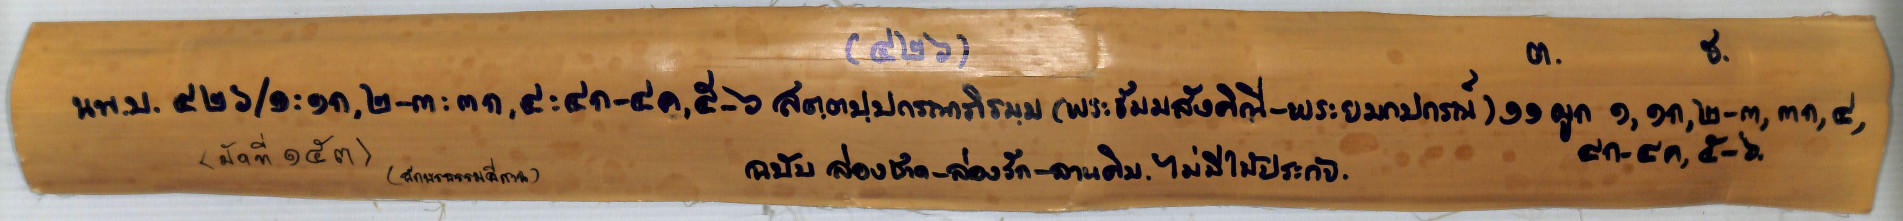 (๔๒๖)
ต. ช.
นพ.บ. ๔๒๖/๑:๑ก,๒-๓:๓ก,๔:๔ก-๔ค,๕-๖ สตฺตปฺปกรณาภิธมฺม (พระธัมมสังคิณี-พระยมกปกรณ์) ๑๑ ผูก ๑, ๑ก,๒-๓, ๓ก, ๔,
๔ก-๔ค, ๕-๖.
(มัดที่ ๑๕๓)
(อักษรธรรมอีสาน)
ฉบับ ล่องชาด-ล่องรัก-ลานดิบ. ไม่มีไม้ประกับ.